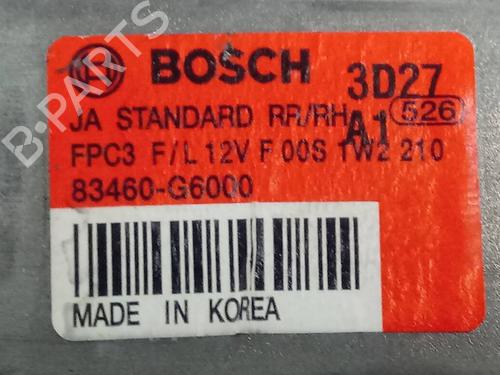 BOSCH 3D27
JA STANDARD RR/RH A1 526
FPC3 F/L 12V F 00S 1W2 210
83460-G6000
MADE IN KOREA
B-PARTS